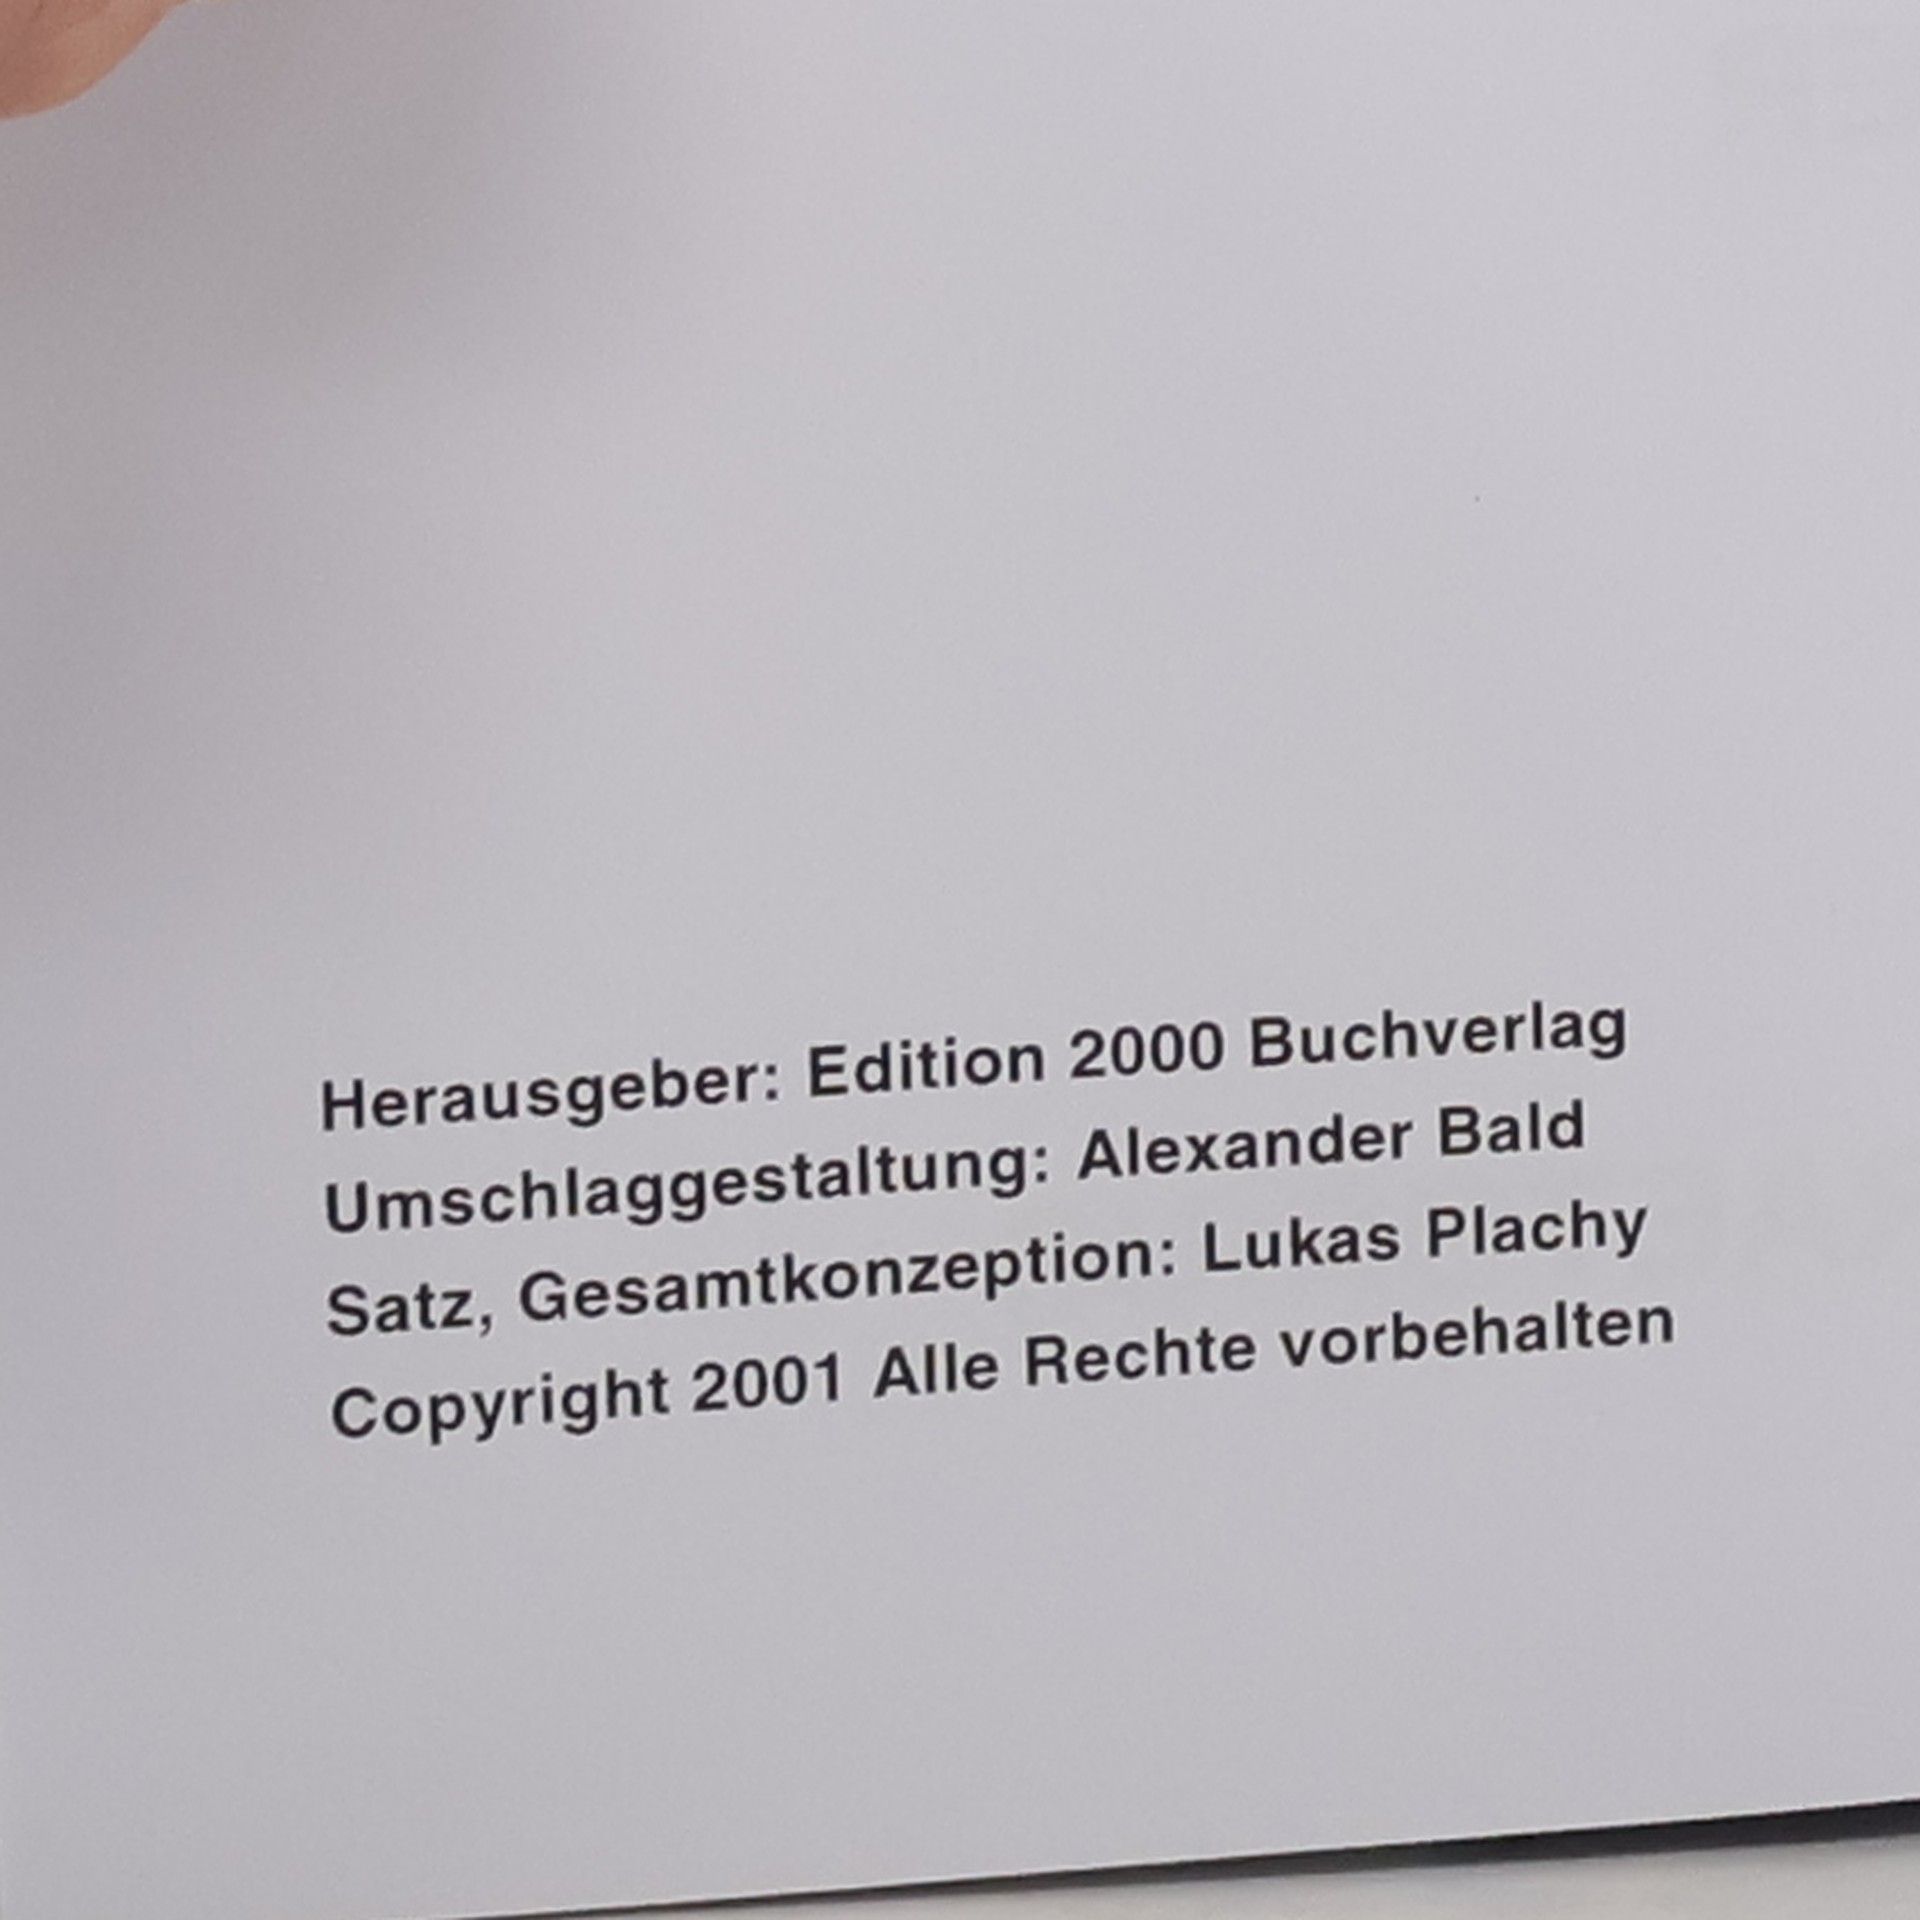 Herausgeber: Edition 2000 Buchverlag
Umschlaggestaltung: Alexander Bald
Satz, Gesamtkonzeption: Lukas Plachy
Copyright 2001 Alle Rechte vorbehalten